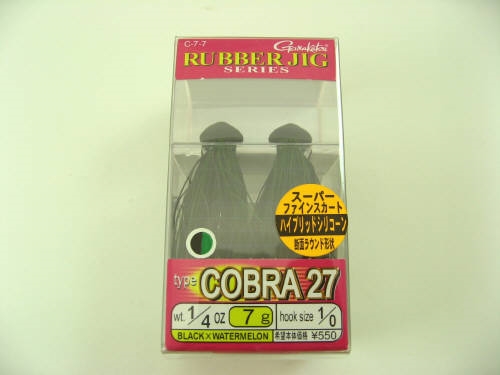 C-7-7
Gamakatsu
RUBBER JIG
SERIES
スーパー
ファインスカート
ハイブリッドシリコーン
断面ラウンド形状
type COBRA 27
wt. 1/4 oz 7g hook size 1/0
BLACK×WATERMELON 希望本体価格 ¥550